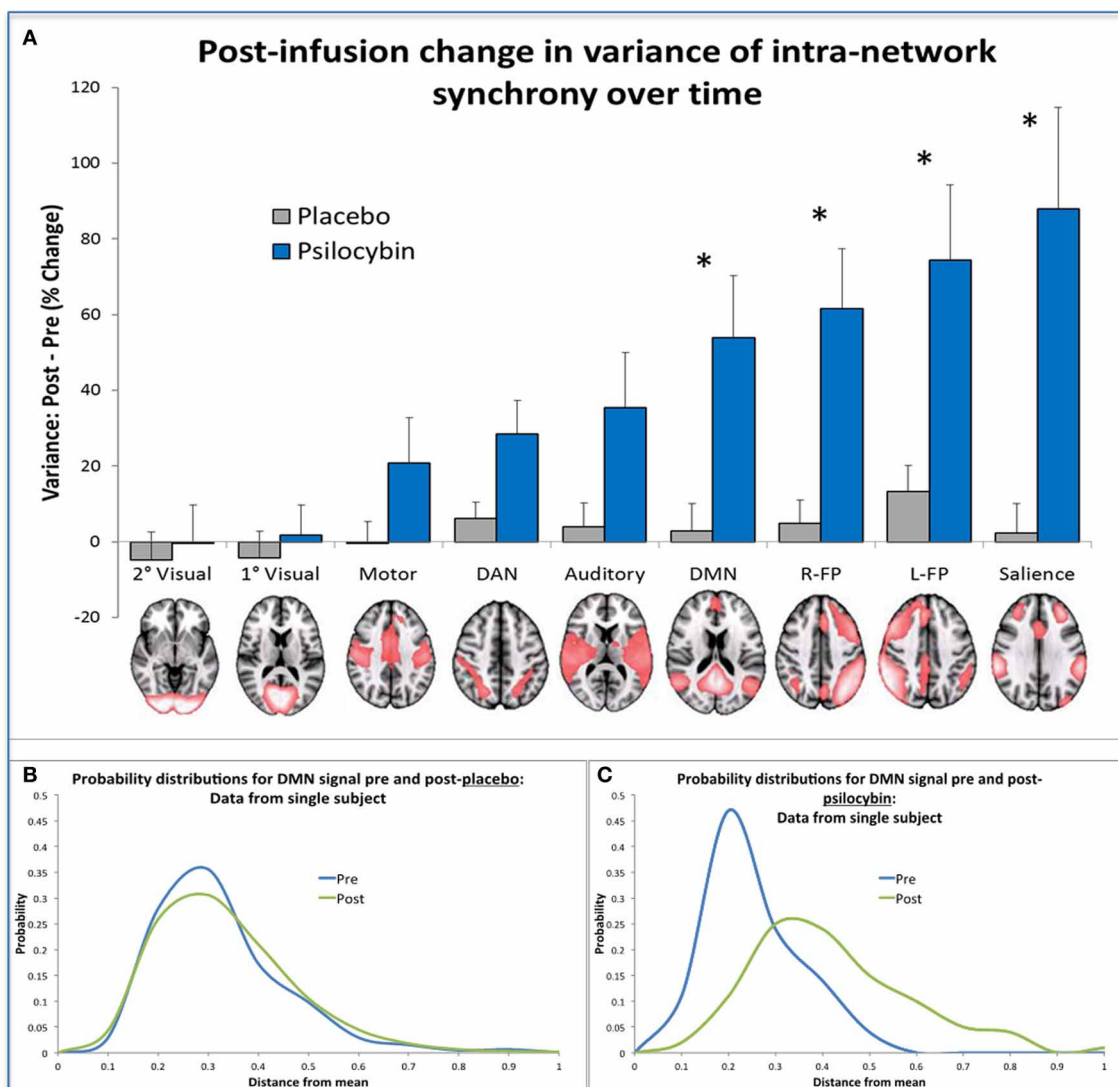 A
Post-infusion change in variance of intra-network
synchrony over time
Variance: Post - Pre (% Change)
120
100
80
60
40
20
0
-20
Placebo
Psilocybin
*
*
*
*
2° Visual 1° Visual Motor DAN Auditory DMN R-FP L-FP Salience
B
Probability distributions for DMN signal pre and post-placebo:
Data from single subject
Probability
0.5
0.45
0.4
0.35
0.3
0.25
0.2
0.15
0.1
0.05
0
Pre
Post
0 0.1 0.2 0.3 0.4 0.5 0.6 0.7 0.8 0.9 1
Distance from mean
C
Probability distributions for DMN signal pre and post-
psilocybin:
Data from single subject
Probability
0.5
0.45
0.4
0.35
0.3
0.25
0.2
0.15
0.1
0.05
0
Pre
Post
0 0.1 0.2 0.3 0.4 0.5 0.6 0.7 0.8 0.9 1
Distance from mean